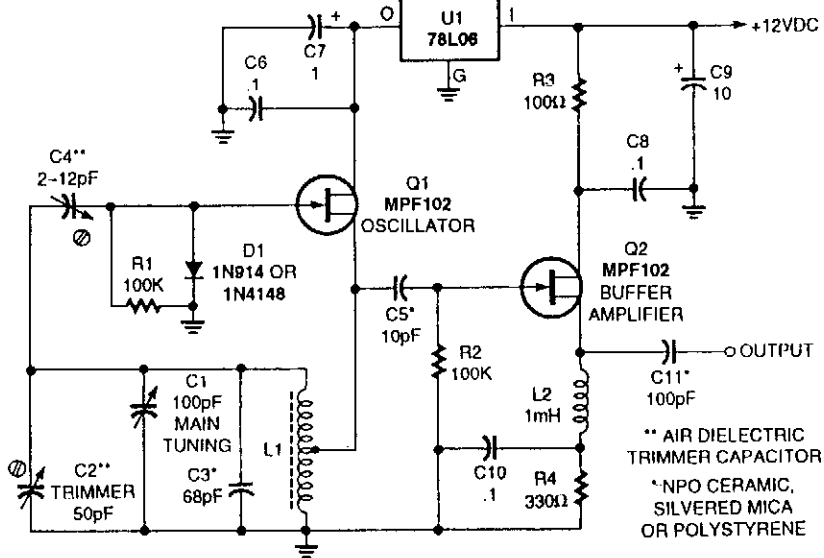 O
U1
78L06
I
G
+12VDC
+
C7
1
C6
.1
R3
100Ω
+
C9
10
C8
.1
C4**
2-12pF
Q1
MPF102
OSCILLATOR
R1
100K
D1
1N914 OR
1N4148
Q2
MPF102
BUFFER
AMPLIFIER
C5*
10pF
R2
100K
OUTPUT
C11*
100pF
L2
1mH
C1
100pF
MAIN
TUNING
L1
C2**
TRIMMER
50pF
C3*
68pF
C10
.1
R4
330Ω
** AIR DIELECTRIC
TRIMMER CAPACITOR
*NPO CERAMIC,
SILVERED MICA
OR POLYSTYRENE